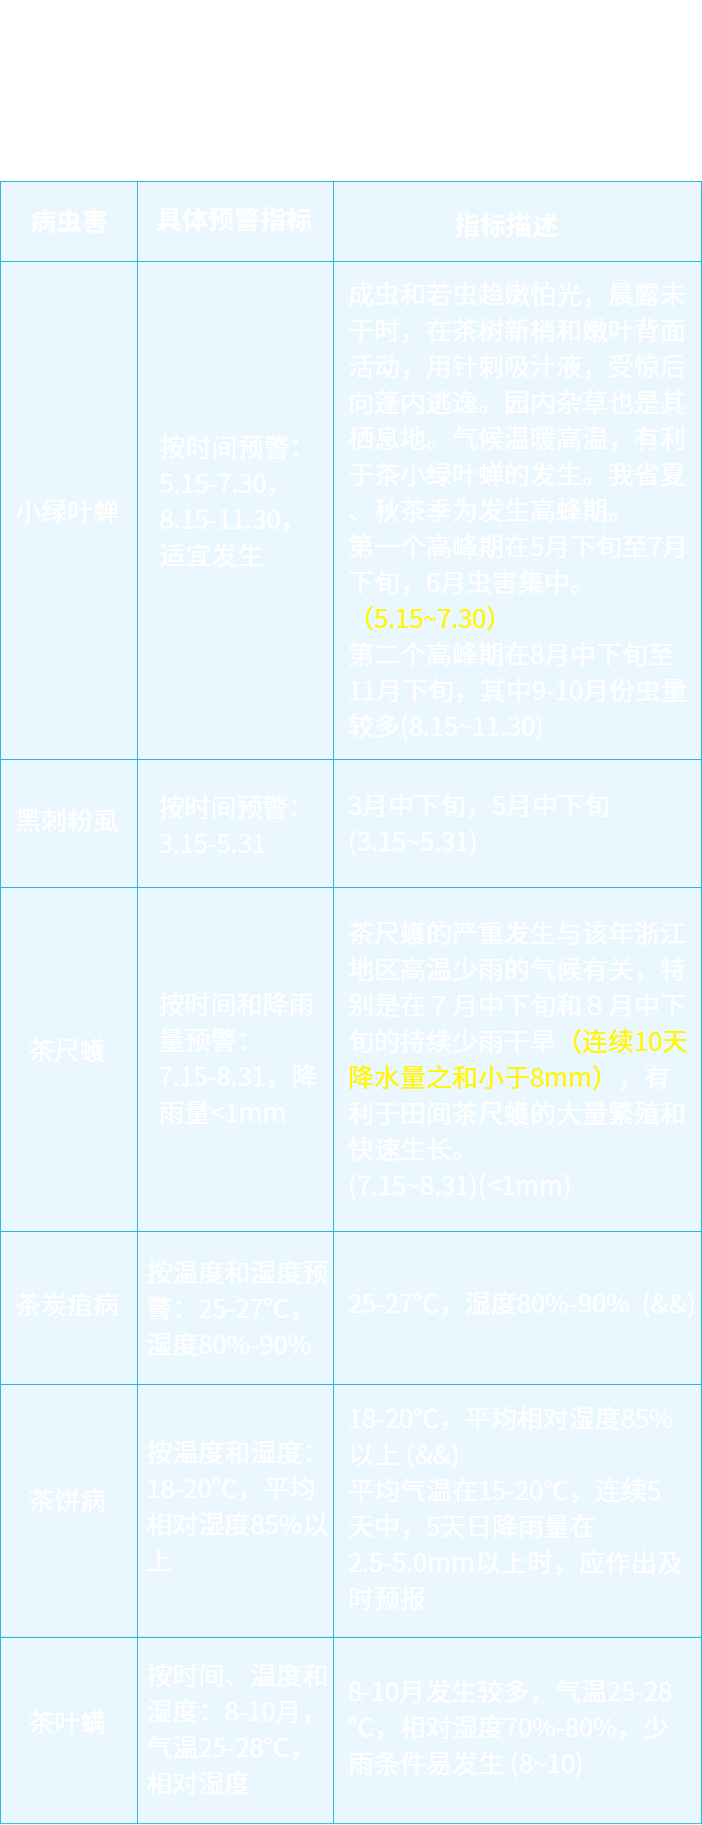 病虫害
具体预警指标
指标描述
小绿叶蝉
按时间预警：
5.15-7.30，
8.15-11.30，
适宜发生
成虫和若虫趋嫩怕光，晨露未
干时，在茶树新梢和嫩叶背面
活动，用针刺吸汁液，受惊后
向蓬内逃逸。园内杂草也是其
栖息地。气候温暖高温，有利
于茶小绿叶蝉的发生。我省夏
、秋茶季为发生高蜂期。
第一个高峰期在5月下旬至7月
下旬，6月虫害集中。
（5.15~7.30）
第二个高峰期在8月中下旬至
11月下旬，其中9-10月份虫量
较多(8.15~11.30)
黑刺粉虱
按时间预警：
3.15-5.31
3月中下旬，5月中下旬
(3.15~5.31)
茶尺蠖
按时间和降雨
量预警：
7.15-8.31，降
雨量<1mm
茶尺蠖的严重发生与该年浙江
地区高温少雨的气候有关，特
别是在７月中下旬和８月中下
旬的持续少雨干旱（连续10天
降水量之和小于8mm），有
利于田间茶尺蠖的大量繁殖和
快速生长。
(7.15~8.31)(<1mm)
茶炭疽病
按温度和湿度预
警：25-27℃，
湿度80%-90%
25-27℃，湿度80%-90% (&&)
茶饼病
按温度和湿度：
18-20℃，平均
相对湿度85%以
上
18-20℃，平均相对湿度85%
以上 (&&)
平均气温在15-20℃，连续5
天中，5天日降雨量在
2.5-5.0mm以上时，应作出及
时预报
茶叶螨
按时间、温度和
湿度：8-10月，
气温25-28℃，
相对湿度
8-10月发生较多，气温25-28
℃，相对湿度70%-80%，少
雨条件易发生 (8~10)